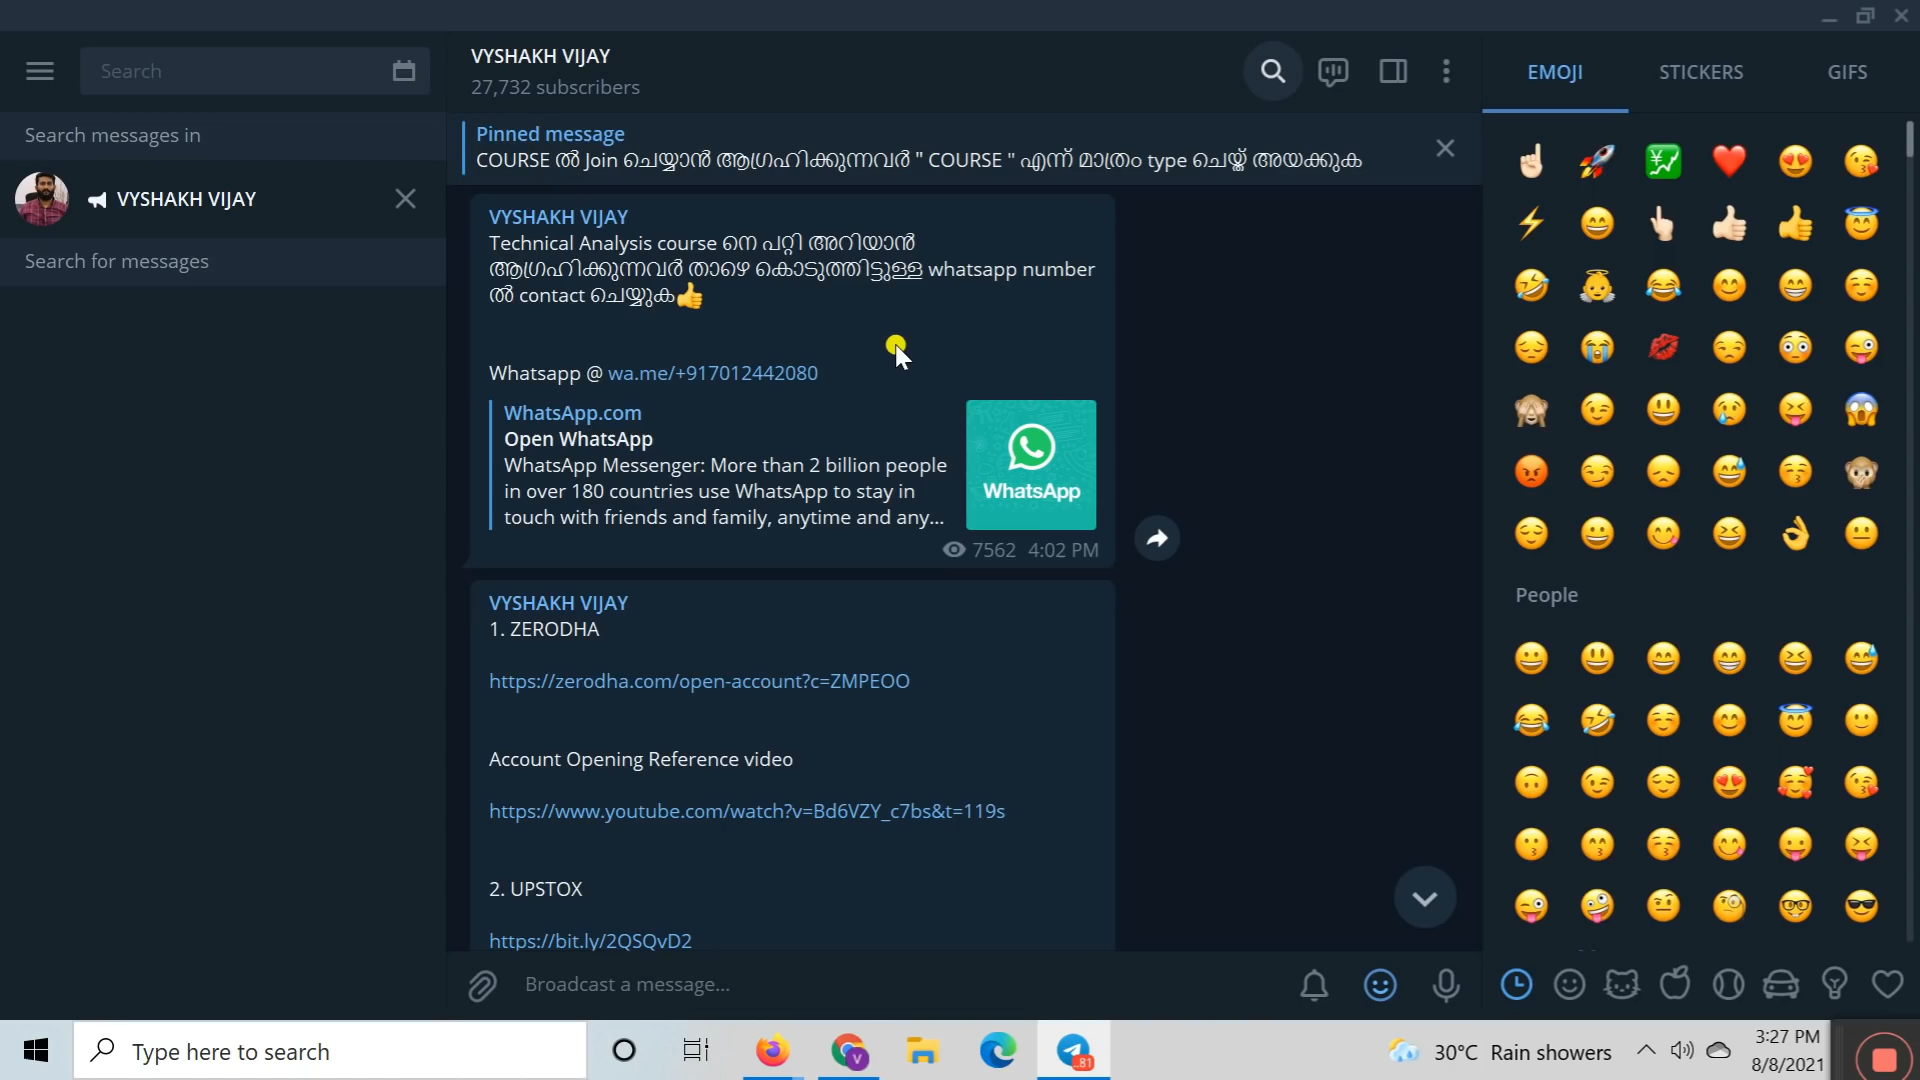 Search
Search messages in
VYSHAKH VIJAY
Search for messages
VYSHAKH VIJAY
27,732 subscribers
Pinned message
COURSE ൽ Join ചെയ്യാൻ ആഗ്രഹിക്കുന്നവർ " COURSE " എന്ന് മാത്രം type ചെയ്ത് അയക്കുക
VYSHAKH VIJAY
Technical Analysis course നെ പറ്റി അറിയാൻ
ആഗ്രഹിക്കുന്നവർ താഴെ കൊടുത്തിട്ടുള്ള whatsapp number
ൽ contact ചെയ്യുക👍
Whatsapp @ wa.me/+917012442080
WhatsApp.com
Open WhatsApp
WhatsApp Messenger: More than 2 billion people
in over 180 countries use WhatsApp to stay in
touch with friends and family, anytime and any...
WhatsApp
7562 4:02 PM
VYSHAKH VIJAY
1. ZERODHA
https://zerodha.com/open-account?c=ZMPEOO
Account Opening Reference video
https://www.youtube.com/watch?v=Bd6VZY_c7bs&t=119s
2. UPSTOX
https://bit.ly/2QSQvD2
Broadcast a message...
EMOJI STICKERS GIFS
People
Type here to search
V
81
30°C Rain showers
3:27 PM
8/8/2021